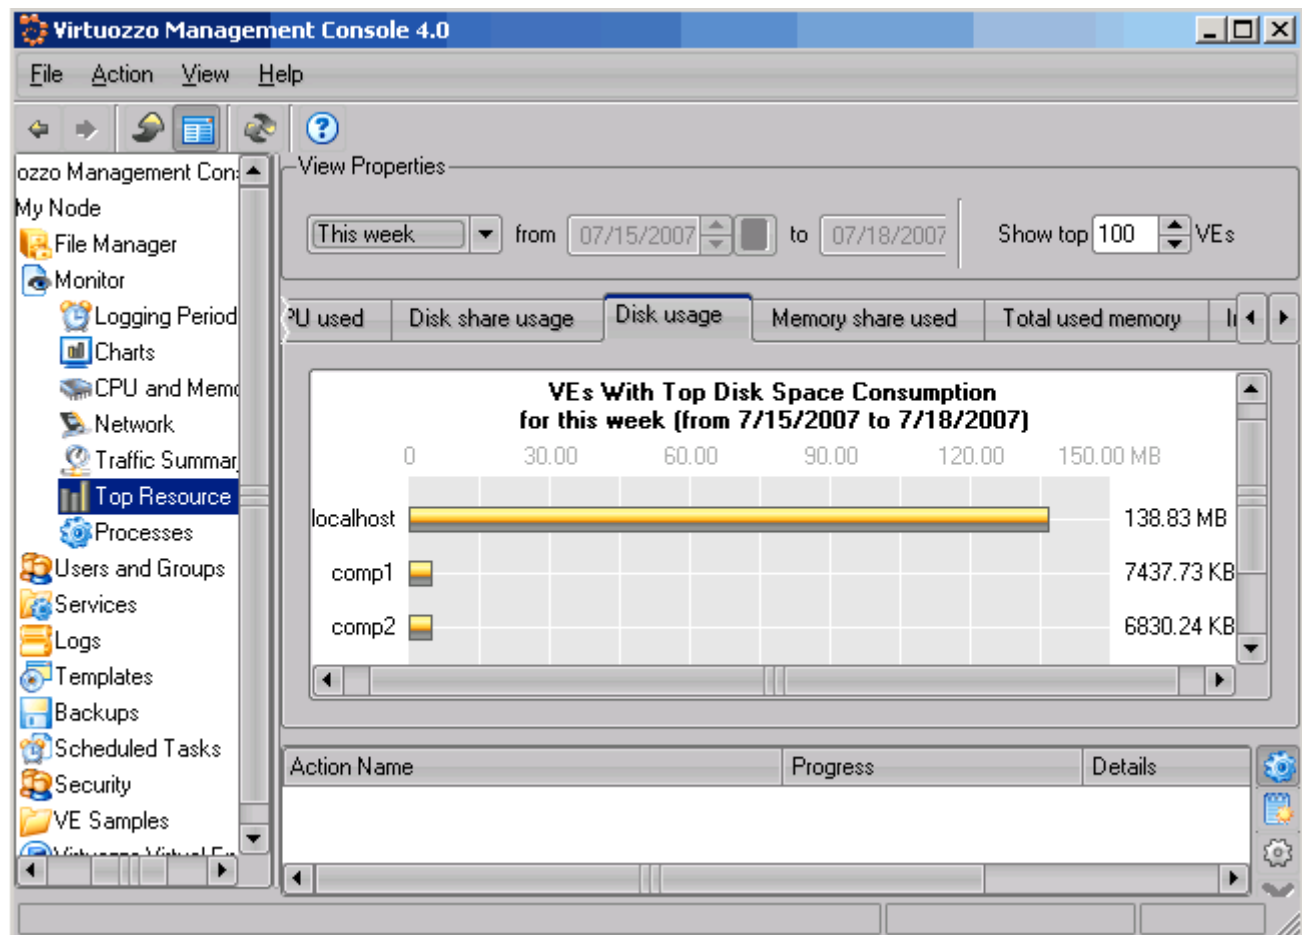 Virtuozzo Management Console 4.0
File Action View Help
ozzo Management Con
My Node
File Manager
Monitor
Logging Period
Charts
CPU and Memo
Network
Traffic Summar
Top Resource
Processes
Users and Groups
Services
Logs
Templates
Backups
Scheduled Tasks
Security
VE Samples
View Properties
This week from 07/15/2007 to 07/18/2007 Show top 100 VEs
PU used Disk share usage Disk usage Memory share used Total used memory
VEs With Top Disk Space Consumption
for this week (from 7/15/2007 to 7/18/2007)
0 30.00 60.00 90.00 120.00 150.00 MB
localhost 138.83 MB
comp1 7437.73 KB
comp2 6830.24 KB
Action Name Progress Details